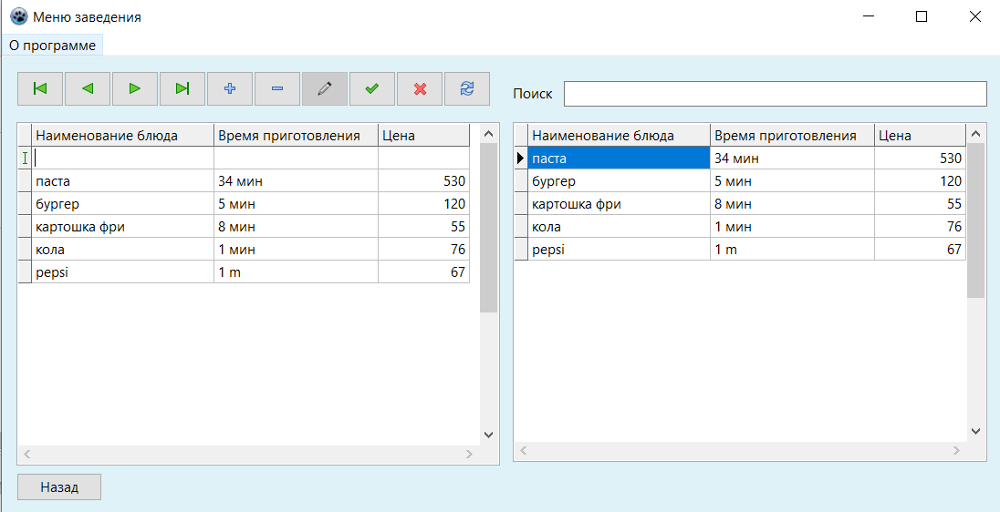 Меню заведения
О программе
Поиск
Наименование блюда Время приготовления Цена
паста 34 мин 530
бургер 5 мин 120
картошка фри 8 мин 55
кола 1 мин 76
pepsi 1 m 67
Наименование блюда Время приготовления Цена
паста 34 мин 530
бургер 5 мин 120
картошка фри 8 мин 55
кола 1 мин 76
pepsi 1 m 67
Назад